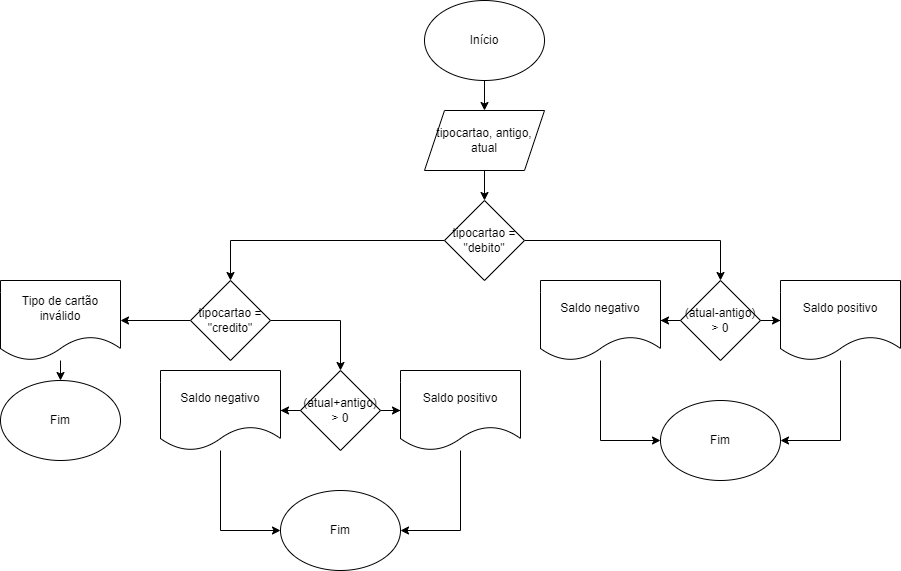 Início
tipocartao, antigo,
atual
tipocartao =
"debito"
Tipo de cartão
inválido
tipocartao =
"credito"
Saldo negativo
(atual-antigo)
> 0
Saldo positivo
Fim
Saldo negativo
(atual+antigo)
> 0
Saldo positivo
Fim
Fim